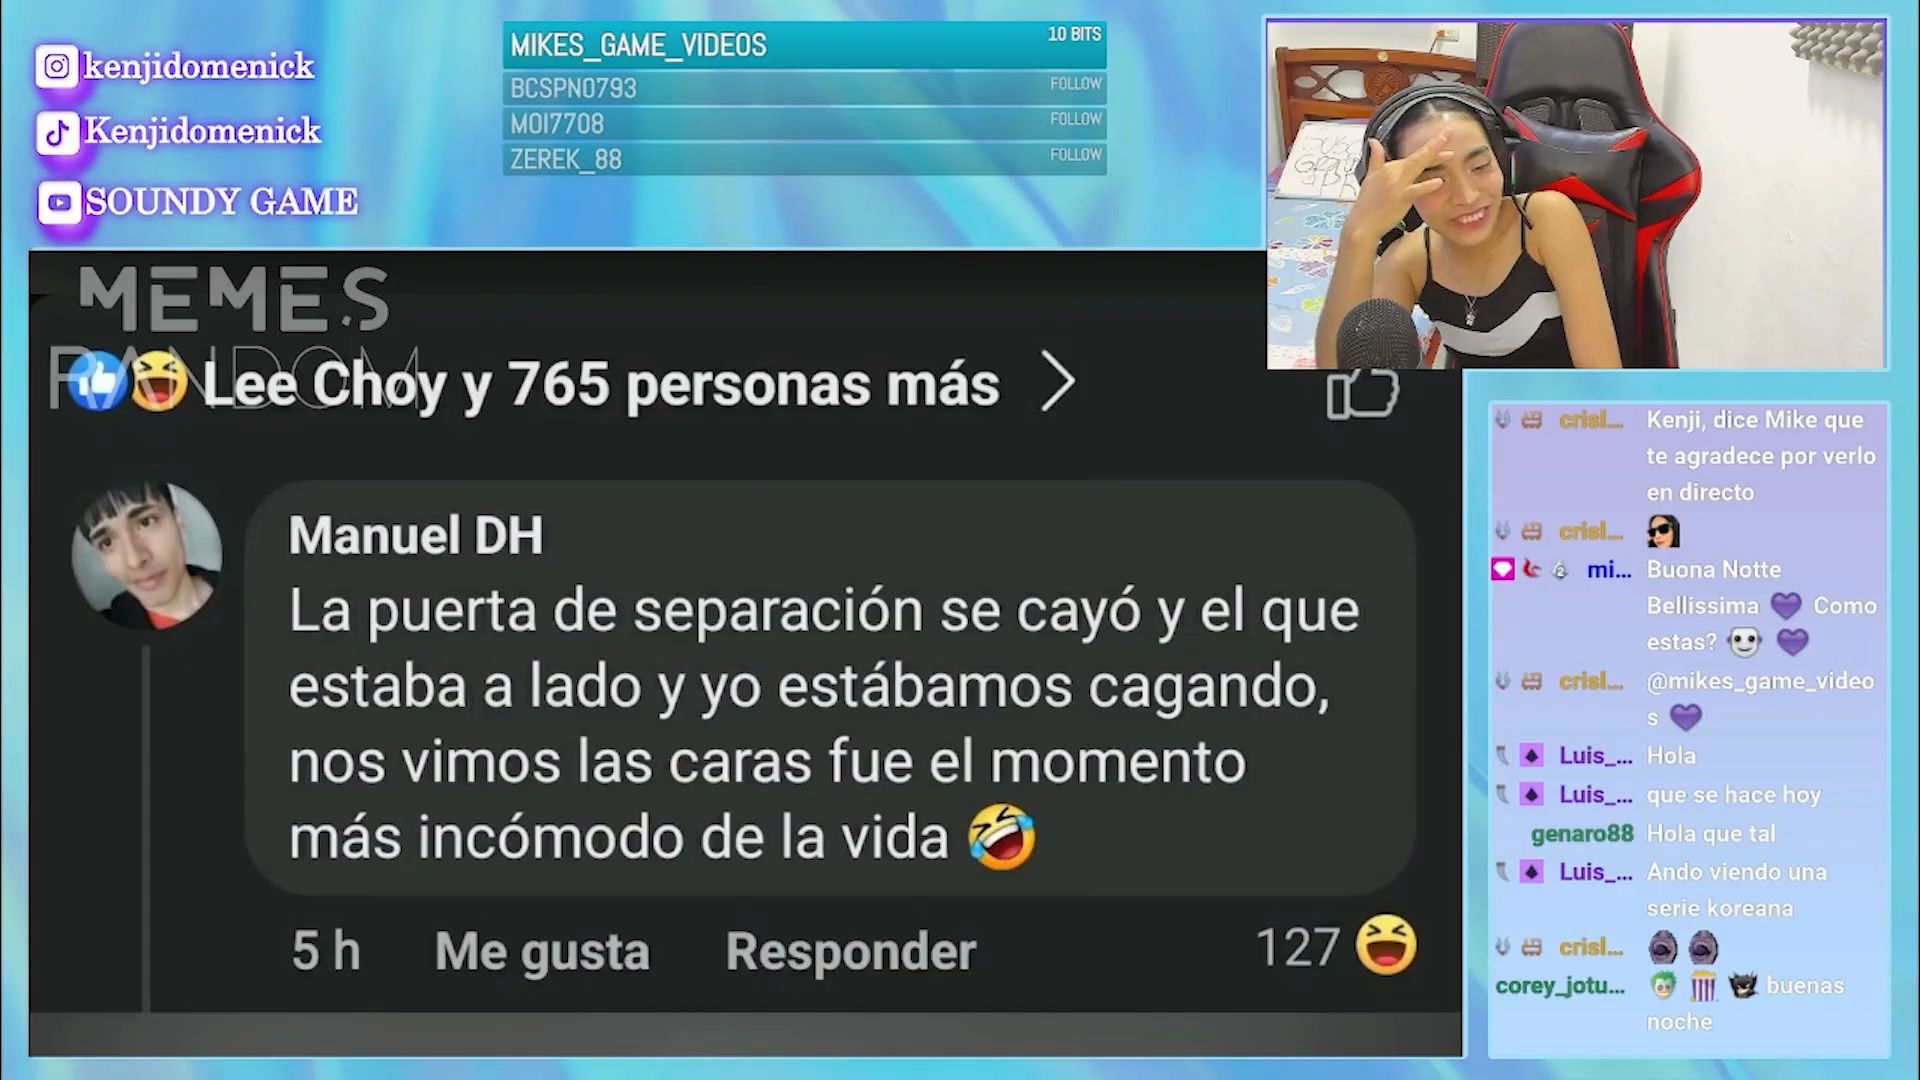 kenjidomenick
Kenjidomenick
SOUNDY GAME
MIKES_GAME_VIDEOS 10 BITS
BCSPN0793 FOLLOW
MOI7708 FOLLOW
ZEREK_88 FOLLOW
MEMES
RANDOM
Lee Choy y 765 personas más
Manuel DH
La puerta de separación se cayó y el que
estaba a lado y yo estábamos cagando,
nos vimos las caras fue el momento
más incómodo de la vida 🤣
5 h Me gusta Responder 127
crisl... Kenji, dice Mike que
te agradece por verlo
en directo
crisl...
mi... Buona Notte
Bellissima 💜 Como
estas? 💜
crisl... @mikes_game_video
s 💜
Luis_... Hola
Luis_... que se hace hoy
genaro88 Hola que tal
Luis_... Ando viendo una
serie koreana
crisl...
corey_jotu... buenas
noche